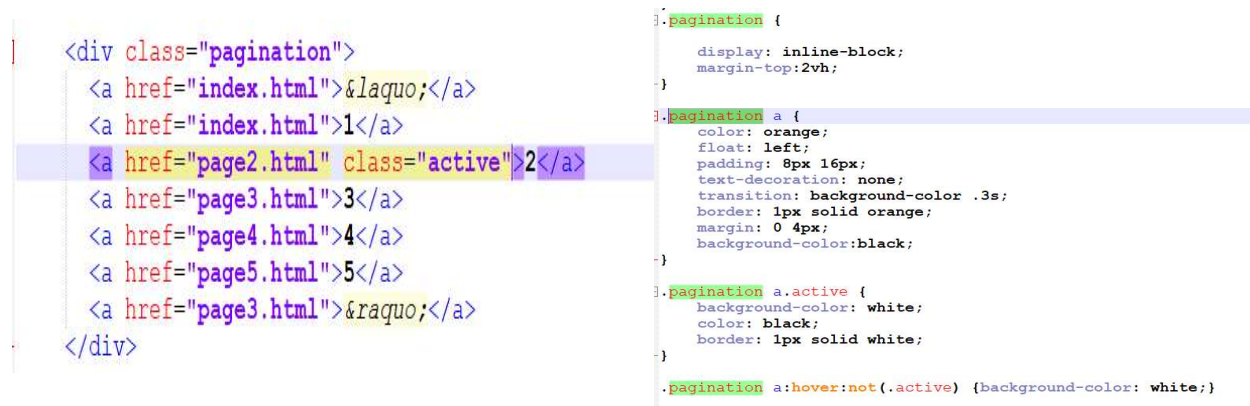 <div class="pagination">
<a href="index.html">&laquo;</a>
<a href="index.html">1</a>
<a href="page2.html" class="active">2</a>
<a href="page3.html">3</a>
<a href="page4.html">4</a>
<a href="page5.html">5</a>
<a href="page3.html">&raquo;</a>
</div>
}
.pagination {
display: inline-block;
margin-top:2vh;
}
.pagination a {
color: orange;
float: left;
padding: 8px 16px;
text-decoration: none;
transition: background-color .3s;
border: 1px solid orange;
margin: 0 4px;
background-color:black;
}
.pagination a.active {
background-color: white;
color: black;
border: 1px solid white;
}
.pagination a:hover:not(.active) {background-color: white;}